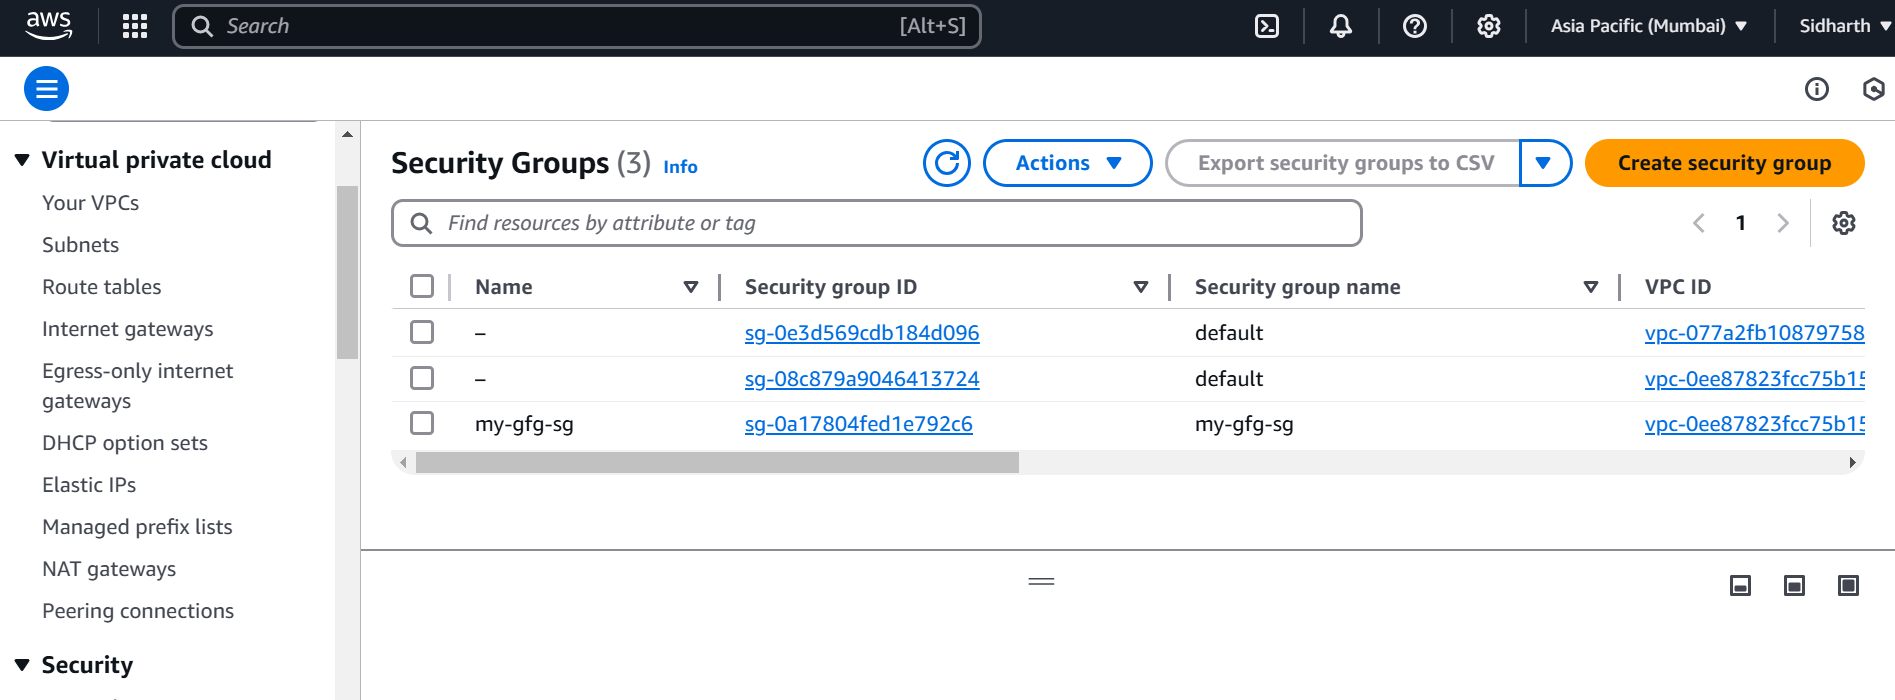 aws
Search [Alt+S]
Asia Pacific (Mumbai)
Sidharth
Virtual private cloud
Your VPCs
Subnets
Route tables
Internet gateways
Egress-only internet
gateways
DHCP option sets
Elastic IPs
Managed prefix lists
NAT gateways
Peering connections
Security
Security Groups (3) Info
Actions
Export security groups to CSV
Create security group
Find resources by attribute or tag
1
Name Security group ID Security group name VPC ID
– sg-0e3d569cdb184d096 default vpc-077a2fb10879758
– sg-08c879a9046413724 default vpc-0ee87823fcc75b15
my-gfg-sg sg-0a17804fed1e792c6 my-gfg-sg vpc-0ee87823fcc75b15